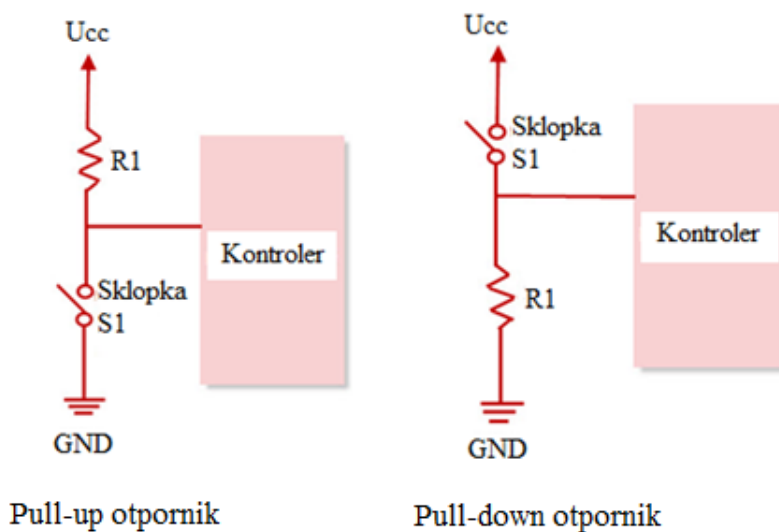 Ucc
R1
Kontroler
Sklopka
S1
GND
Pull-up otpornik
Ucc
Sklopka
S1
Kontroler
R1
GND
Pull-down otpornik